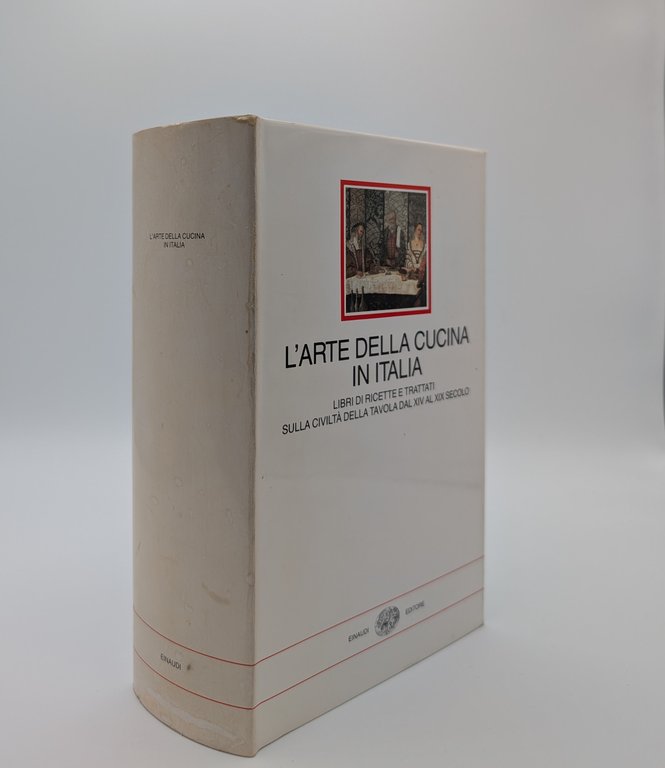 L'ARTE DELLA CUCINA
IN ITALIA
EINAUDI
L'ARTE DELLA CUCINA
IN ITALIA
LIBRI DI RICETTE E TRATTATI
SULLA CIVILTÀ DELLA TAVOLA DAL XIV AL XIX SECOLO
EINAUDI EDITORE